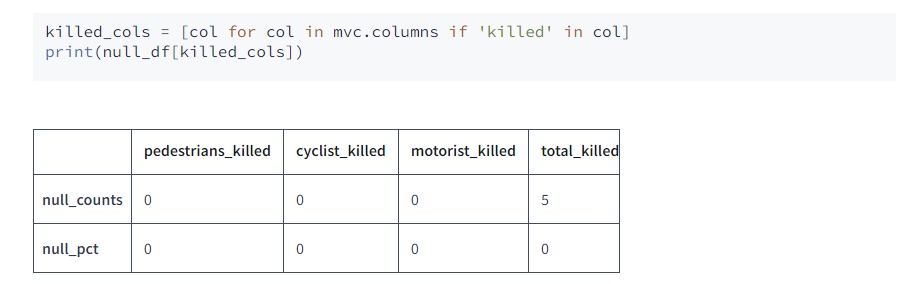 killed_cols = [col for col in mvc.columns if 'killed' in col]
print(null_df[killed_cols])
pedestrians_killed cyclist_killed motorist_killed total_killed
null_counts 0 0 0 5
null_pct 0 0 0 0